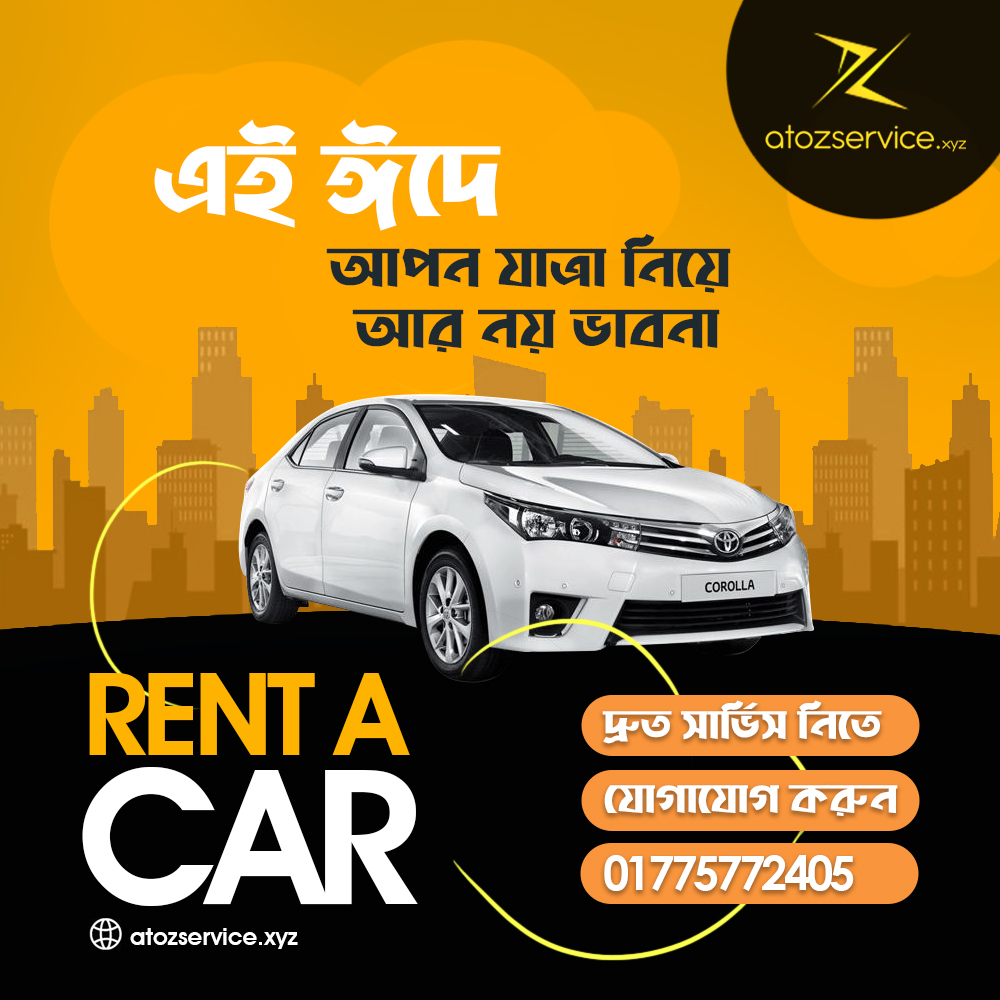 atozservice.xyz
এই ঈদে
আপন যাত্রা নিয়ে
আর নয় ভাবনা
COROLLA
RENT A
CAR
atozservice.xyz
দ্রুত সার্ভিস নিতে
যোগাযোগ করুন
01775772405